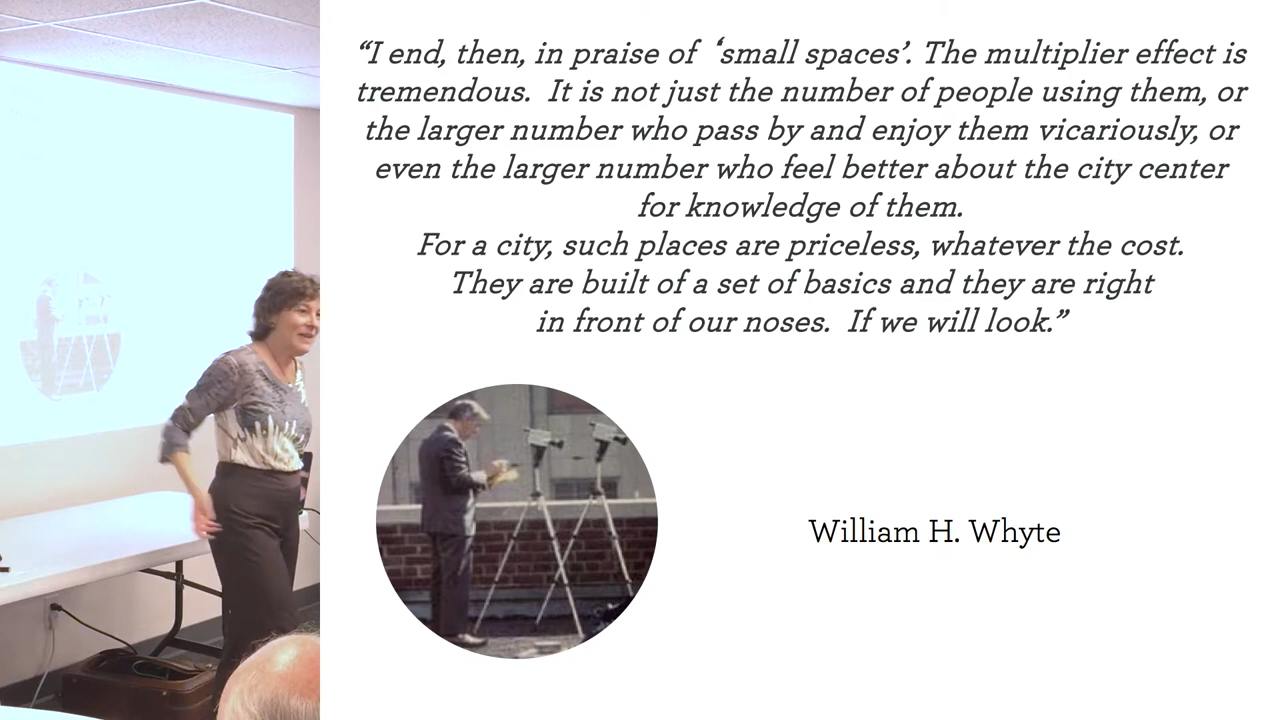 “I end, then, in praise of ‘small spaces’. The multiplier effect is
tremendous.  It is not just the number of people using them, or
the larger number who pass by and enjoy them vicariously, or
even the larger number who feel better about the city center
for knowledge of them.
For a city, such places are priceless, whatever the cost.
They are built of a set of basics and they are right
in front of our noses.  If we will look.”
William H. Whyte